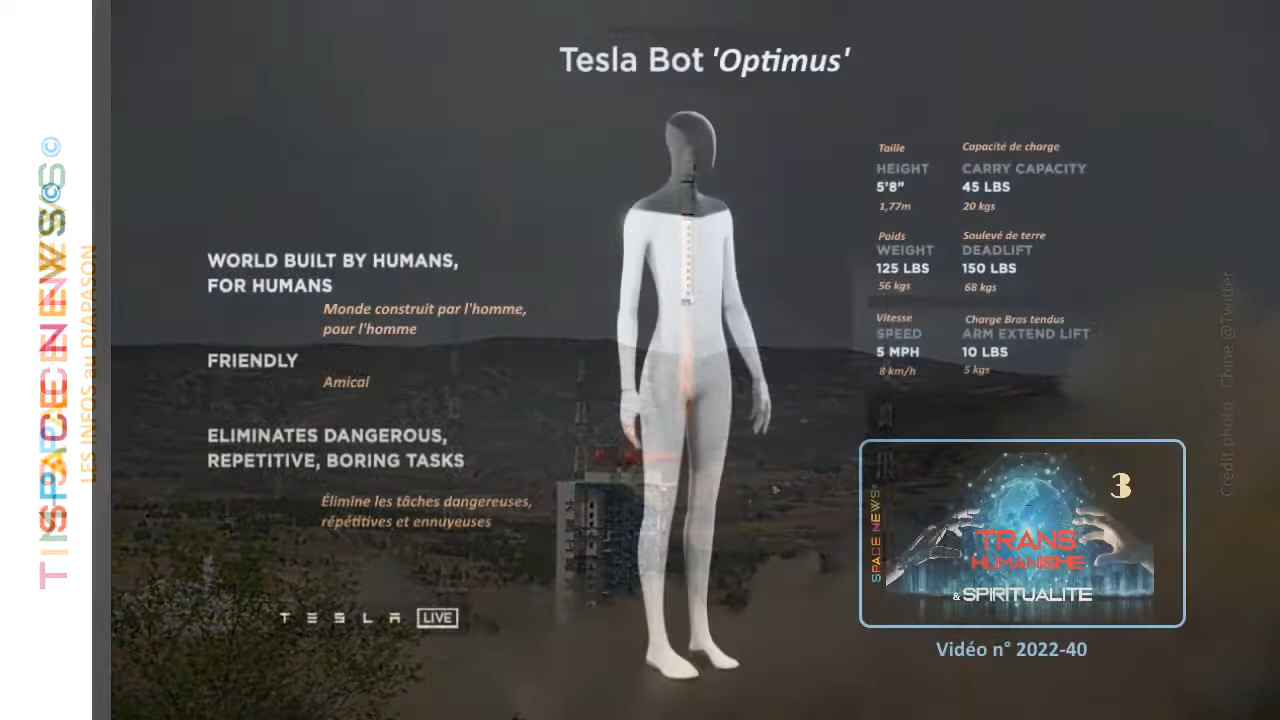 Tesla Bot 'Optimus'
WORLD BUILT BY HUMANS,
FOR HUMANS
Monde construit par l'homme,
pour l'homme
FRIENDLY
Amical
ELIMINATES DANGEROUS,
REPETITIVE, BORING TASKS
Élimine les tâches dangereuses,
répétitives et ennuyeuses
TESLA LIVE
Taille
HEIGHT
5'8"
1,77m
Capacité de charge
CARRY CAPACITY
45 LBS
20 kgs
Poids
WEIGHT
125 LBS
56 kgs
Soulevé de terre
DEADLIFT
150 LBS
68 kgs
Vitesse
SPEED
5 MPH
8 km/h
Charge Bras tendus
ARM EXTEND LIFT
10 LBS
5 kgs
SPACE NEWS
3
TRANS
HUMANISME
& SPIRITUALITE
Vidéo n° 2022-40
Crédit photo Chine @Twitter
LES INFOS au DIAPASON